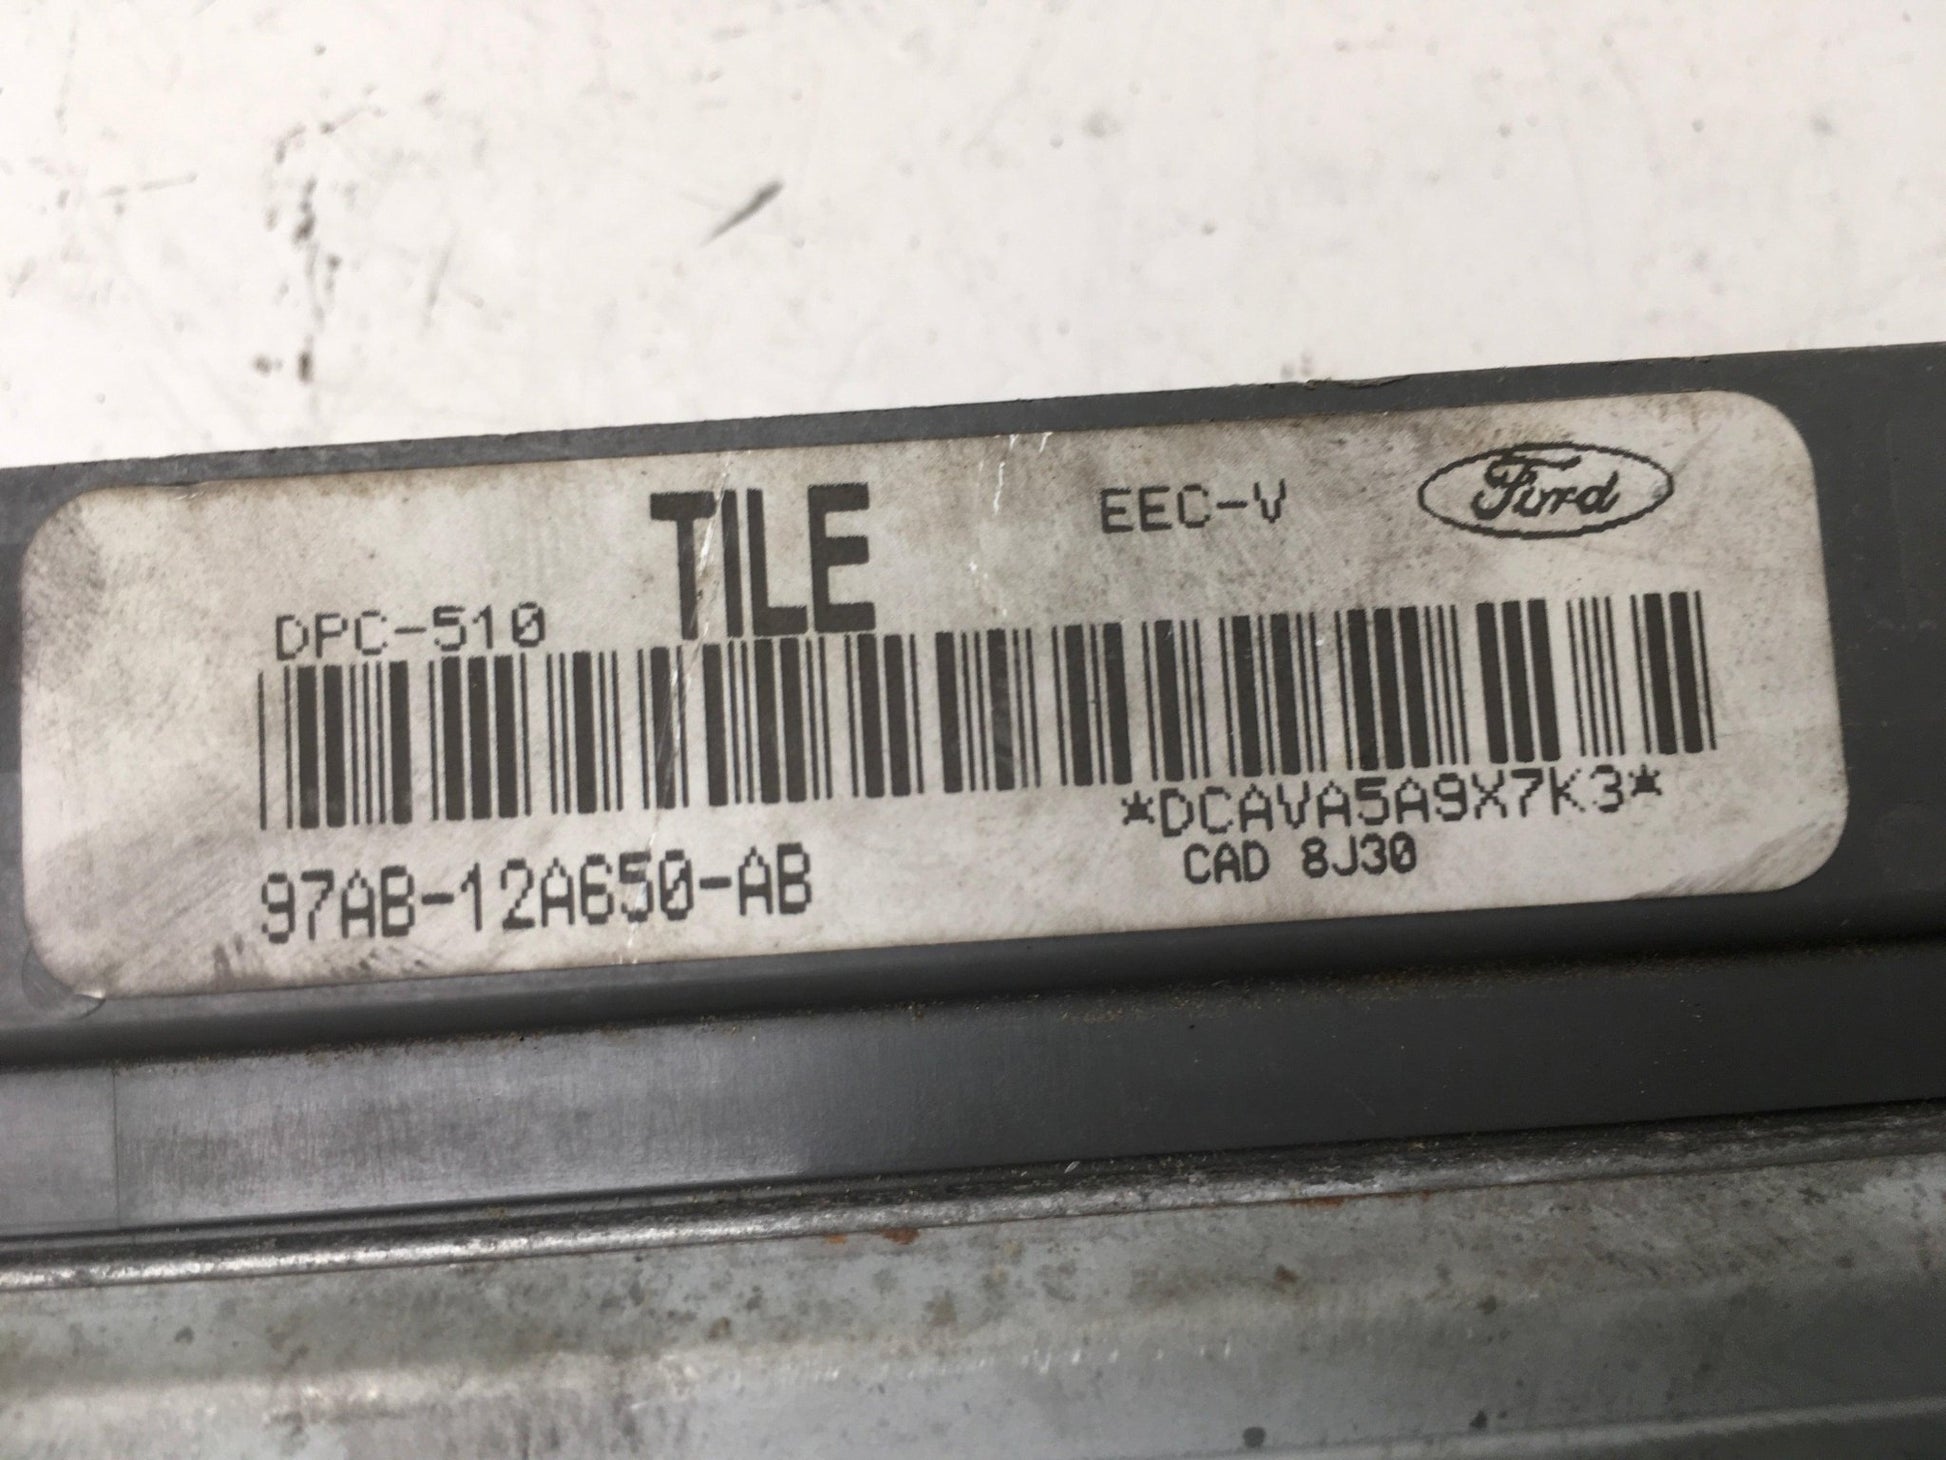 TILE EEC-V Ford
DPC-510
*DCAVA5A9X7K3*
97AB-12A650-AB CAD 8J30